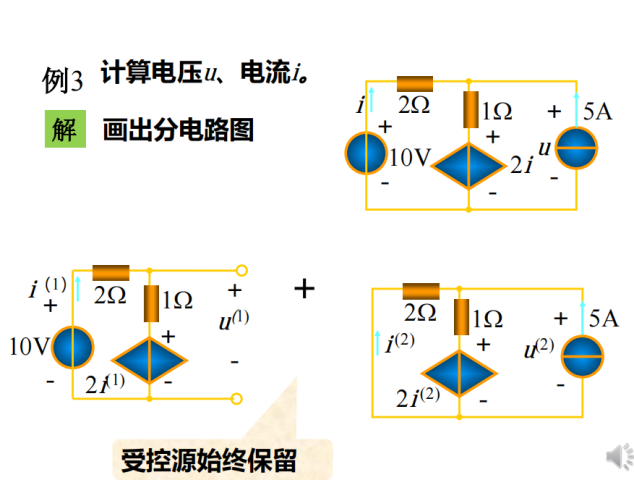 例3 计算电压u、电流i。
解 画出分电路图
i
+
2Ω
1Ω
+
10V
-
+
2i
-
+
u
-
5A
i (1)
+
2Ω
1Ω
+
10V
-
2i(1)
-
+
u(1)
-
+
2Ω
1Ω
i(2)
+
2i(2)
-
+
u(2)
-
5A
受控源始终保留